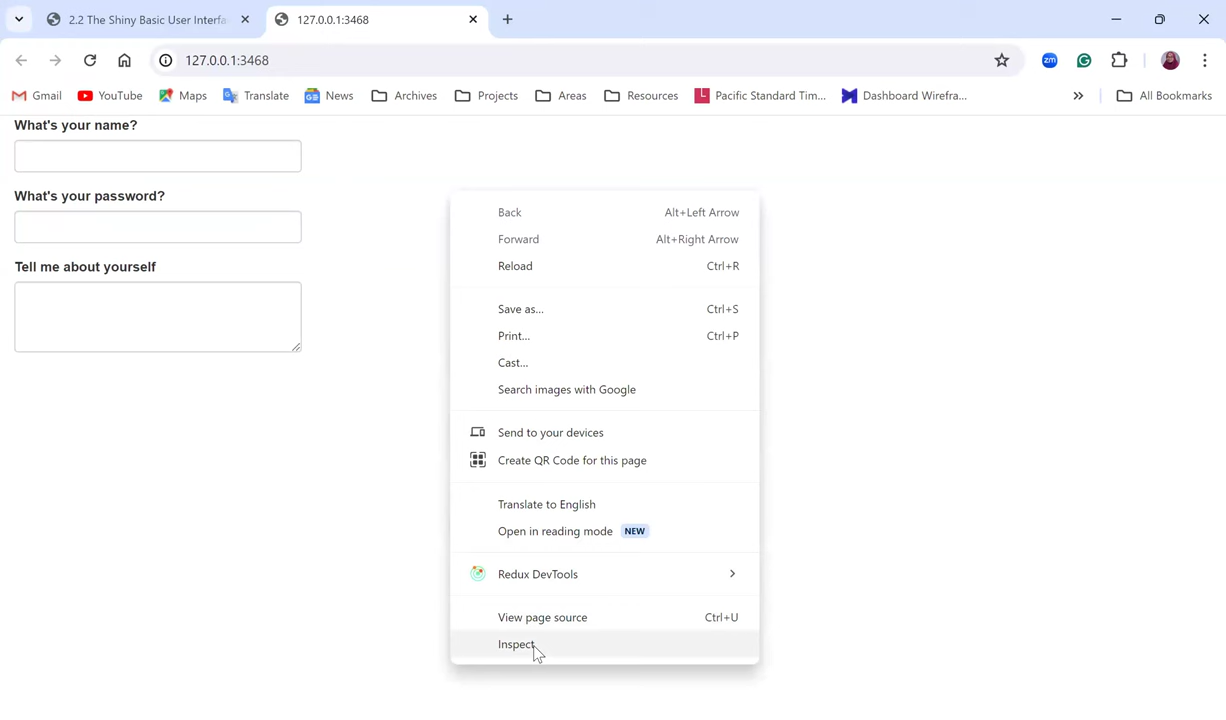 2.2 The Shiny Basic User Interfa
127.0.0.1:3468
127.0.0.1:3468
zm
G
Gmail
YouTube
Maps
Translate
News
Archives
Projects
Areas
Resources
Pacific Standard Tim...
Dashboard Wirefra...
All Bookmarks
What's your name?
What's your password?
Tell me about yourself
Back Alt+Left Arrow
Forward Alt+Right Arrow
Reload Ctrl+R
Save as... Ctrl+S
Print... Ctrl+P
Cast...
Search images with Google
Send to your devices
Create QR Code for this page
Translate to English
Open in reading mode NEW
Redux DevTools
View page source Ctrl+U
Inspect